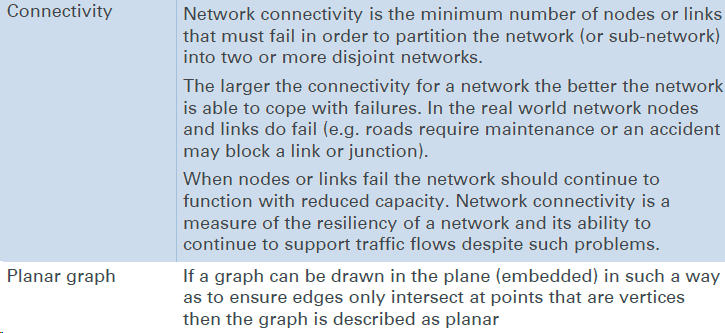 Connectivity
Network connectivity is the minimum number of nodes or links
that must fail in order to partition the network (or sub-network)
into two or more disjoint networks.
The larger the connectivity for a network the better the network
is able to cope with failures. In the real world network nodes
and links do fail (e.g. roads require maintenance or an accident
may block a link or junction).
When nodes or links fail the network should continue to
function with reduced capacity. Network connectivity is a
measure of the resiliency of a network and its ability to
continue to support traffic flows despite such problems.
Planar graph
If a graph can be drawn in the plane (embedded) in such a way
as to ensure edges only intersect at points that are vertices
then the graph is described as planar